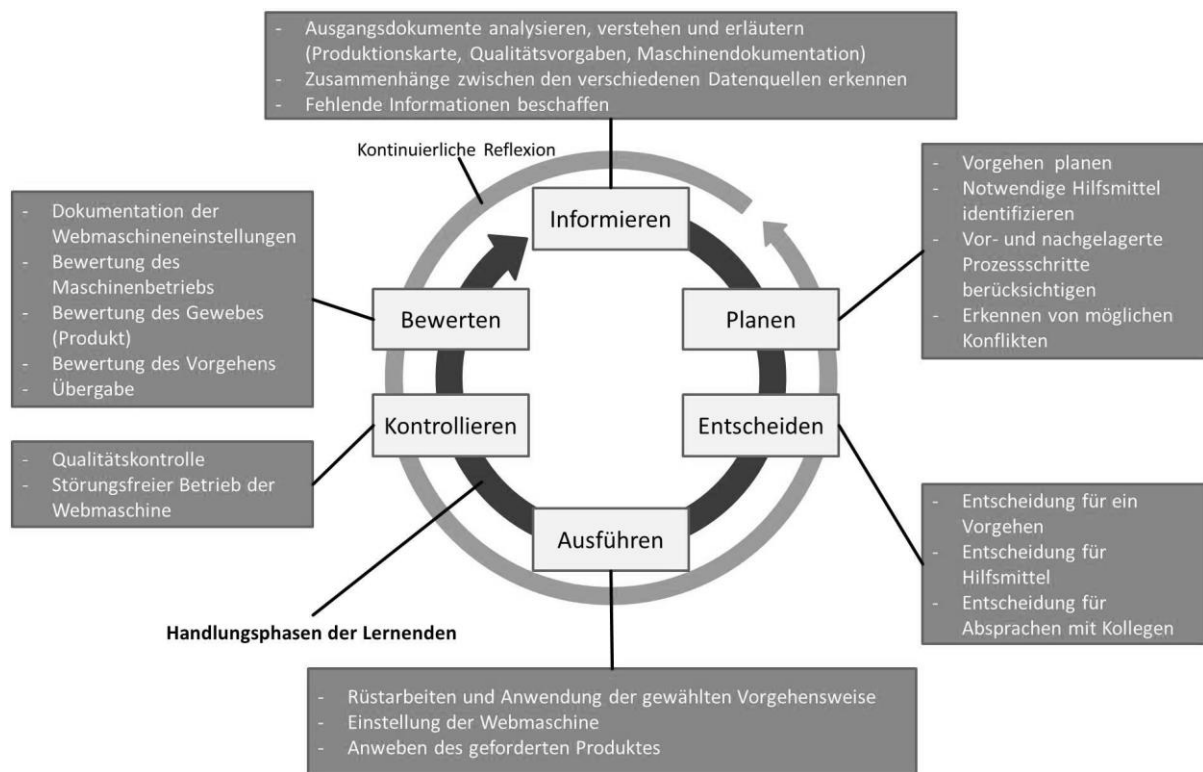 - Ausgangsdokumente analysieren, verstehen und erläutern
(Produktionskarte, Qualitätsvorgaben, Maschinendokumentation)
- Zusammenhänge zwischen den verschiedenen Datenquellen erkennen
- Fehlende Informationen beschaffen
Kontinuierliche Reflexion
Informieren
- Vorgehen planen
- Notwendige Hilfsmittel
identifizieren
- Vor- und nachgelagerte
Prozessschritte
berücksichtigen
- Erkennen von möglichen
Konflikten
Planen
Entscheiden
- Entscheidung für ein
Vorgehen
- Entscheidung für
Hilfsmittel
- Entscheidung für
Absprachen mit Kollegen
Ausführen
- Rüstarbeiten und Anwendung der gewählten Vorgehensweise
- Einstellung der Webmaschine
- Anweben des geforderten Produktes
Handlungsphasen der Lernenden
Kontrollieren
- Qualitätskontrolle
- Störungsfreier Betrieb der
Webmaschine
Bewerten
- Dokumentation der
Webmaschineneinstellungen
- Bewertung des
Maschinenbetriebs
- Bewertung des Gewebes
(Produkt)
- Bewertung des Vorgehens
- Übergabe